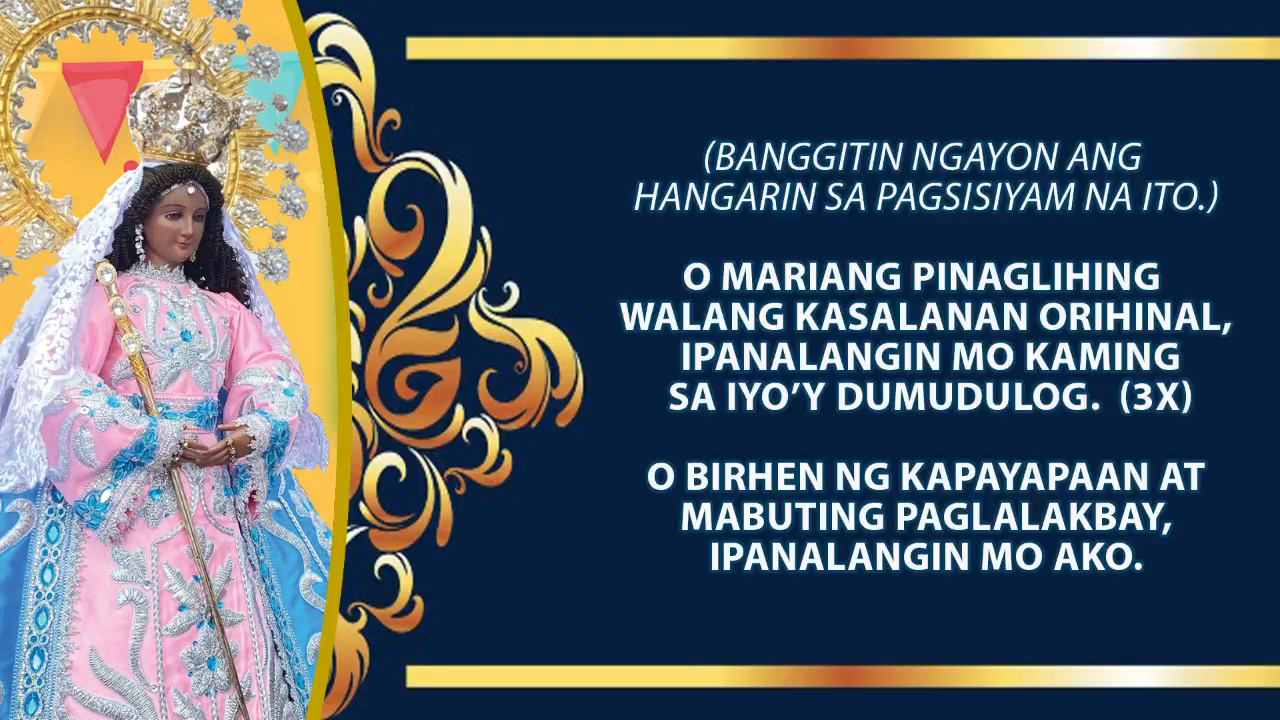 (BANGGITIN NGAYON ANG
HANGARIN SA PAGSISIYAM NA ITO.)
O MARIANG PINAGLIHING
WALANG KASALANAN ORIHINAL,
IPANALANGIN MO KAMING
SA IYO’Y DUMUDULOG. (3X)
O BIRHEN NG KAPAYAPAAN AT
MABUTING PAGLALAKBAY,
IPANALANGIN MO AKO.